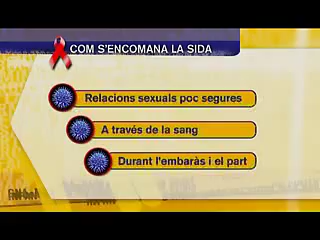 COM S'ENCOMANA LA SIDA
Relacions sexuals poc segures
A través de la sang
Durant l'embaràs i el part